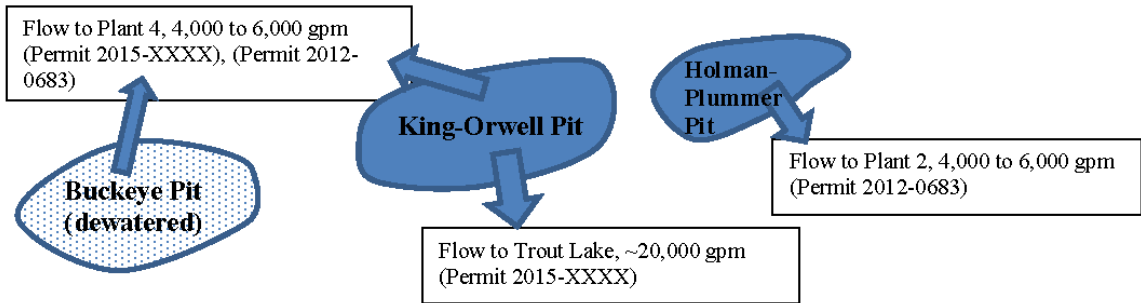 Flow to Plant 4, 4,000 to 6,000 gpm
(Permit 2015-XXXX), (Permit 2012-
0683)
Holman-
Plummer
Pit
King-Orwell Pit
Flow to Plant 2, 4,000 to 6,000 gpm
(Permit 2012-0683)
Buckeye Pit
(dewatered)
Flow to Trout Lake, ~20,000 gpm
(Permit 2015-XXXX)